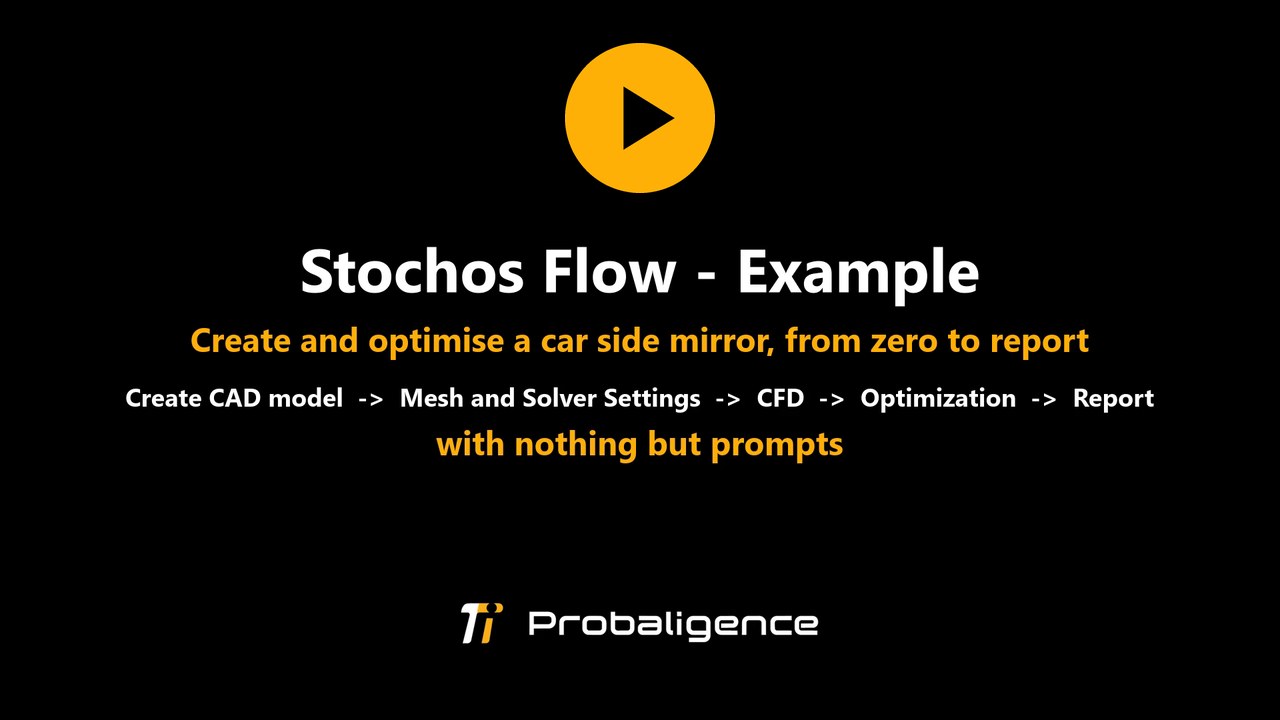 Stochos Flow - Example
Create and optimise a car side mirror, from zero to report
Create CAD model -> Mesh and Solver Settings -> CFD -> Optimization -> Report
with nothing but prompts
Probaligence